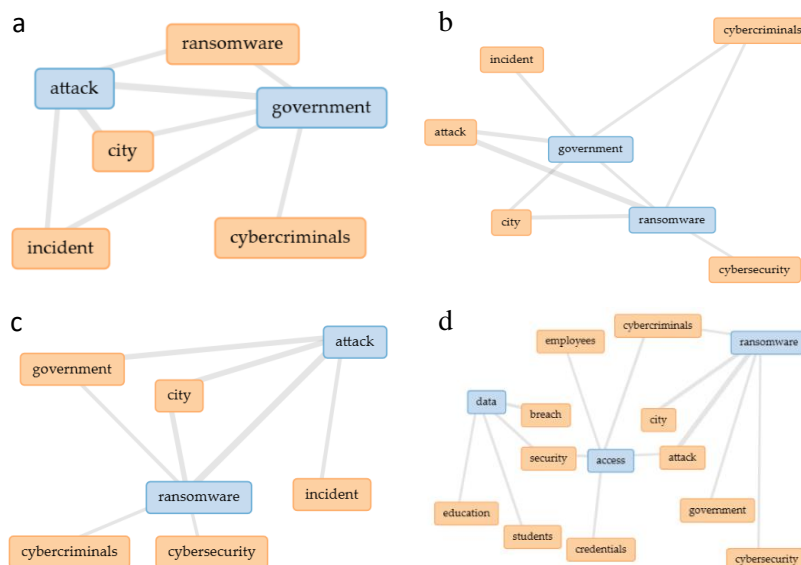 a
ransomware
attack
government
city
incident
cybercriminals
b
cybercriminals
incident
attack
government
city
ransomware
cybersecurity
c
attack
government
city
ransomware
incident
cybercriminals
cybersecurity
d
cybercriminals
employees
ransomware
data
breach
city
security
access
attack
education
government
students
credentials
cybersecurity